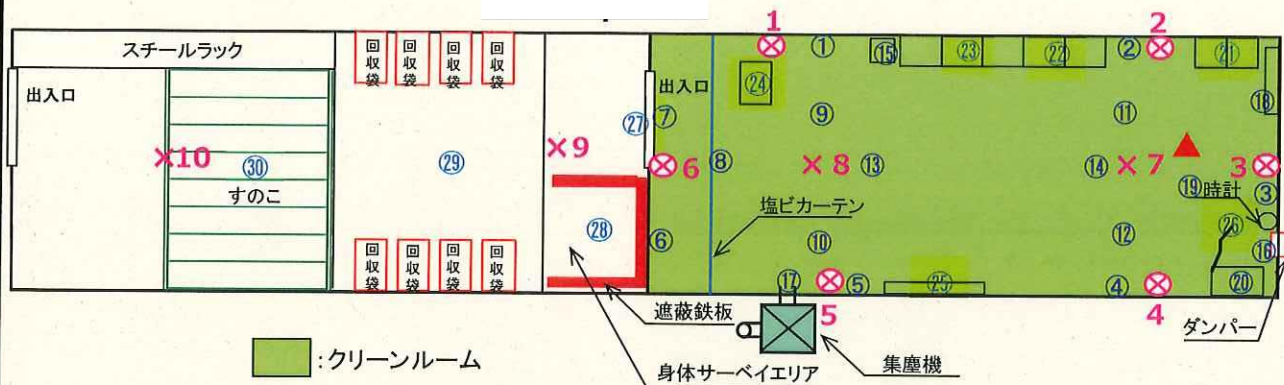 1
2
スチールラック
回収袋
回収袋
回収袋
回収袋
①
⑮
㉓
㉒
②
㉑
出入口
出入口
㉔
⑱
㉗
⑦
⑨
⑪
×10
㉚
すのこ
㉙
×9
6
⑧
×8
⑬
⑭
×7
3
⑲
時計
③
塩ビカーテン
㉘
⑥
⑩
⑫
㉖
⑯
回収袋
回収袋
回収袋
回収袋
⑰
⑤
㉕
④
⑳
5
4
遮蔽鉄板
ダンパー
:クリーンルーム
身体サーベイエリア
集塵機